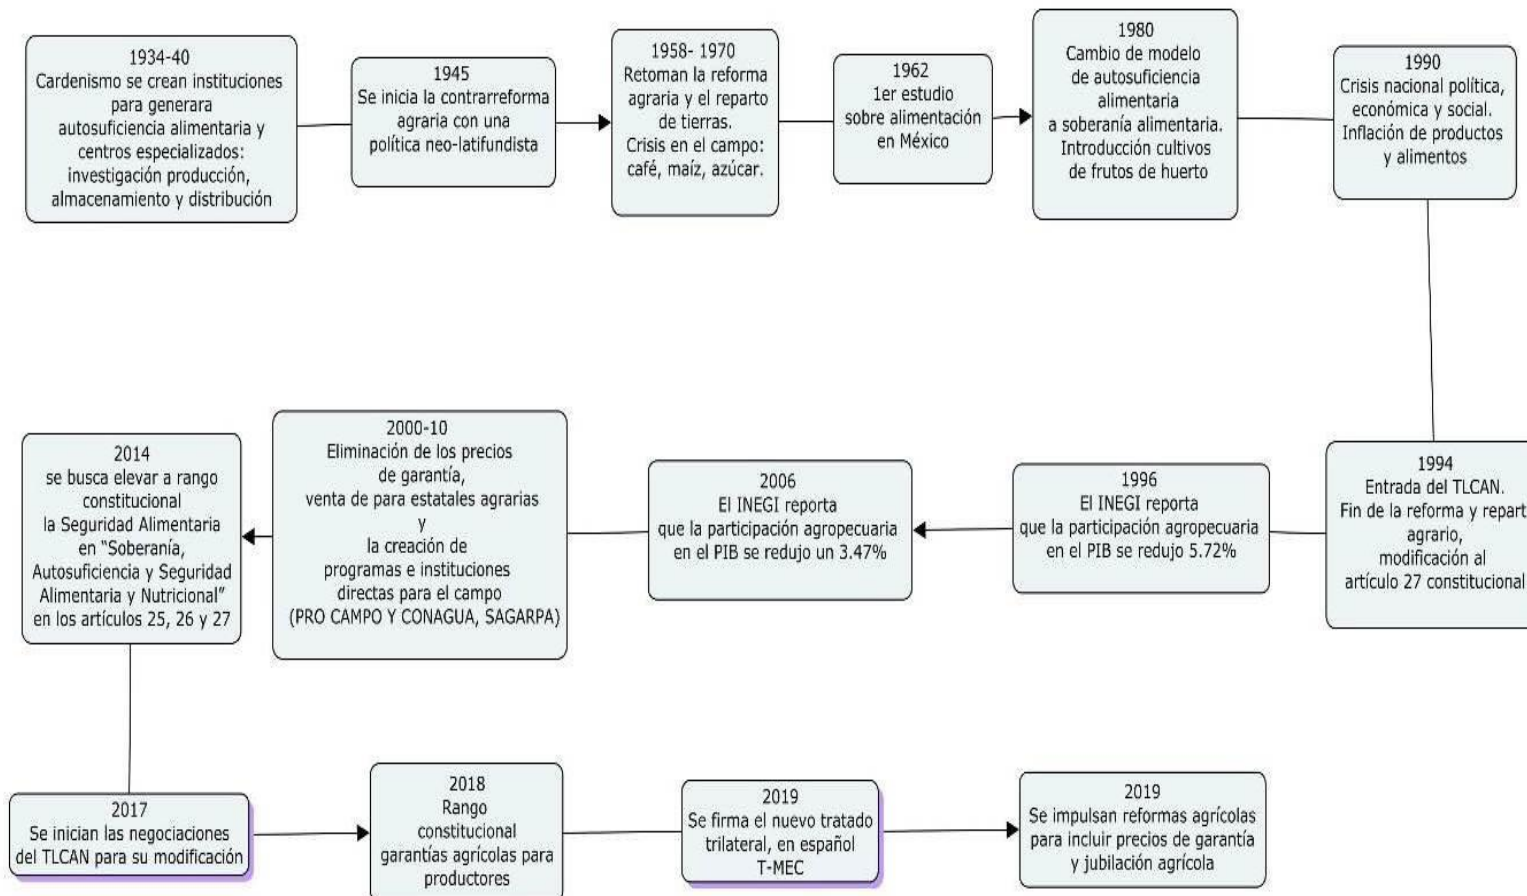 1934-40
Cardenismo se crean instituciones
para generara
autosuficiencia alimentaria y
centros especializados:
investigación producción,
almacenamiento y distribución
1945
Se inicia la contrarreforma
agraria con una
política neo-latifundista
1958- 1970
Retoman la reforma
agraria y el reparto
de tierras.
Crisis en el campo:
café, maíz, azúcar.
1962
1er estudio
sobre alimentación
en México
1980
Cambio de modelo
de autosuficiencia
alimentaria
a soberanía alimentaria.
Introducción cultivos
de frutos de huerto
1990
Crisis nacional política,
económica y social.
Inflación de productos
y alimentos
1994
Entrada del TLCAN.
Fin de la reforma y repart
agrario,
modificación al
artículo 27 constitucional
1996
El INEGI reporta
que la participación agropecuaria
en el PIB se redujo 5.72%
2006
El INEGI reporta
que la participación agropecuaria
en el PIB se redujo un 3.47%
2000-10
Eliminación de los precios
de garantía,
venta de para estatales agrarias
y
la creación de
programas e instituciones
directas para el campo
(PRO CAMPO Y CONAGUA, SAGARPA)
2014
se busca elevar a rango
constitucional
la Seguridad Alimentaria
en “Soberanía,
Autosuficiencia y Seguridad
Alimentaria y Nutricional”
en los artículos 25, 26 y 27
2017
Se inician las negociaciones
del TLCAN para su modificación
2018
Rango
constitucional
garantías agrícolas para
productores
2019
Se firma el nuevo tratado
trilateral, en español
T-MEC
2019
Se impulsan reformas agrícolas
para incluir precios de garantía
y jubilación agrícola